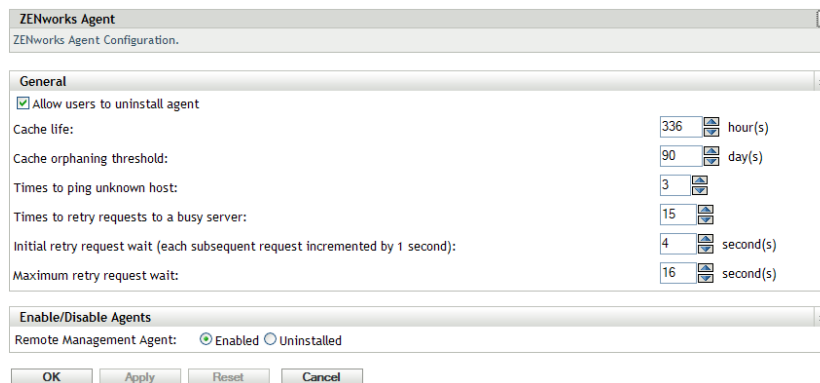 ZENworks Agent
ZENworks Agent Configuration.
General
Allow users to uninstall agent
Cache life: 336 hour(s)
Cache orphaning threshold: 90 day(s)
Times to ping unknown host: 3
Times to retry requests to a busy server: 15
Initial retry request wait (each subsequent request incremented by 1 second): 4 second(s)
Maximum retry request wait: 16 second(s)
Enable/Disable Agents
Remote Management Agent: Enabled Uninstalled
OK Apply Reset Cancel